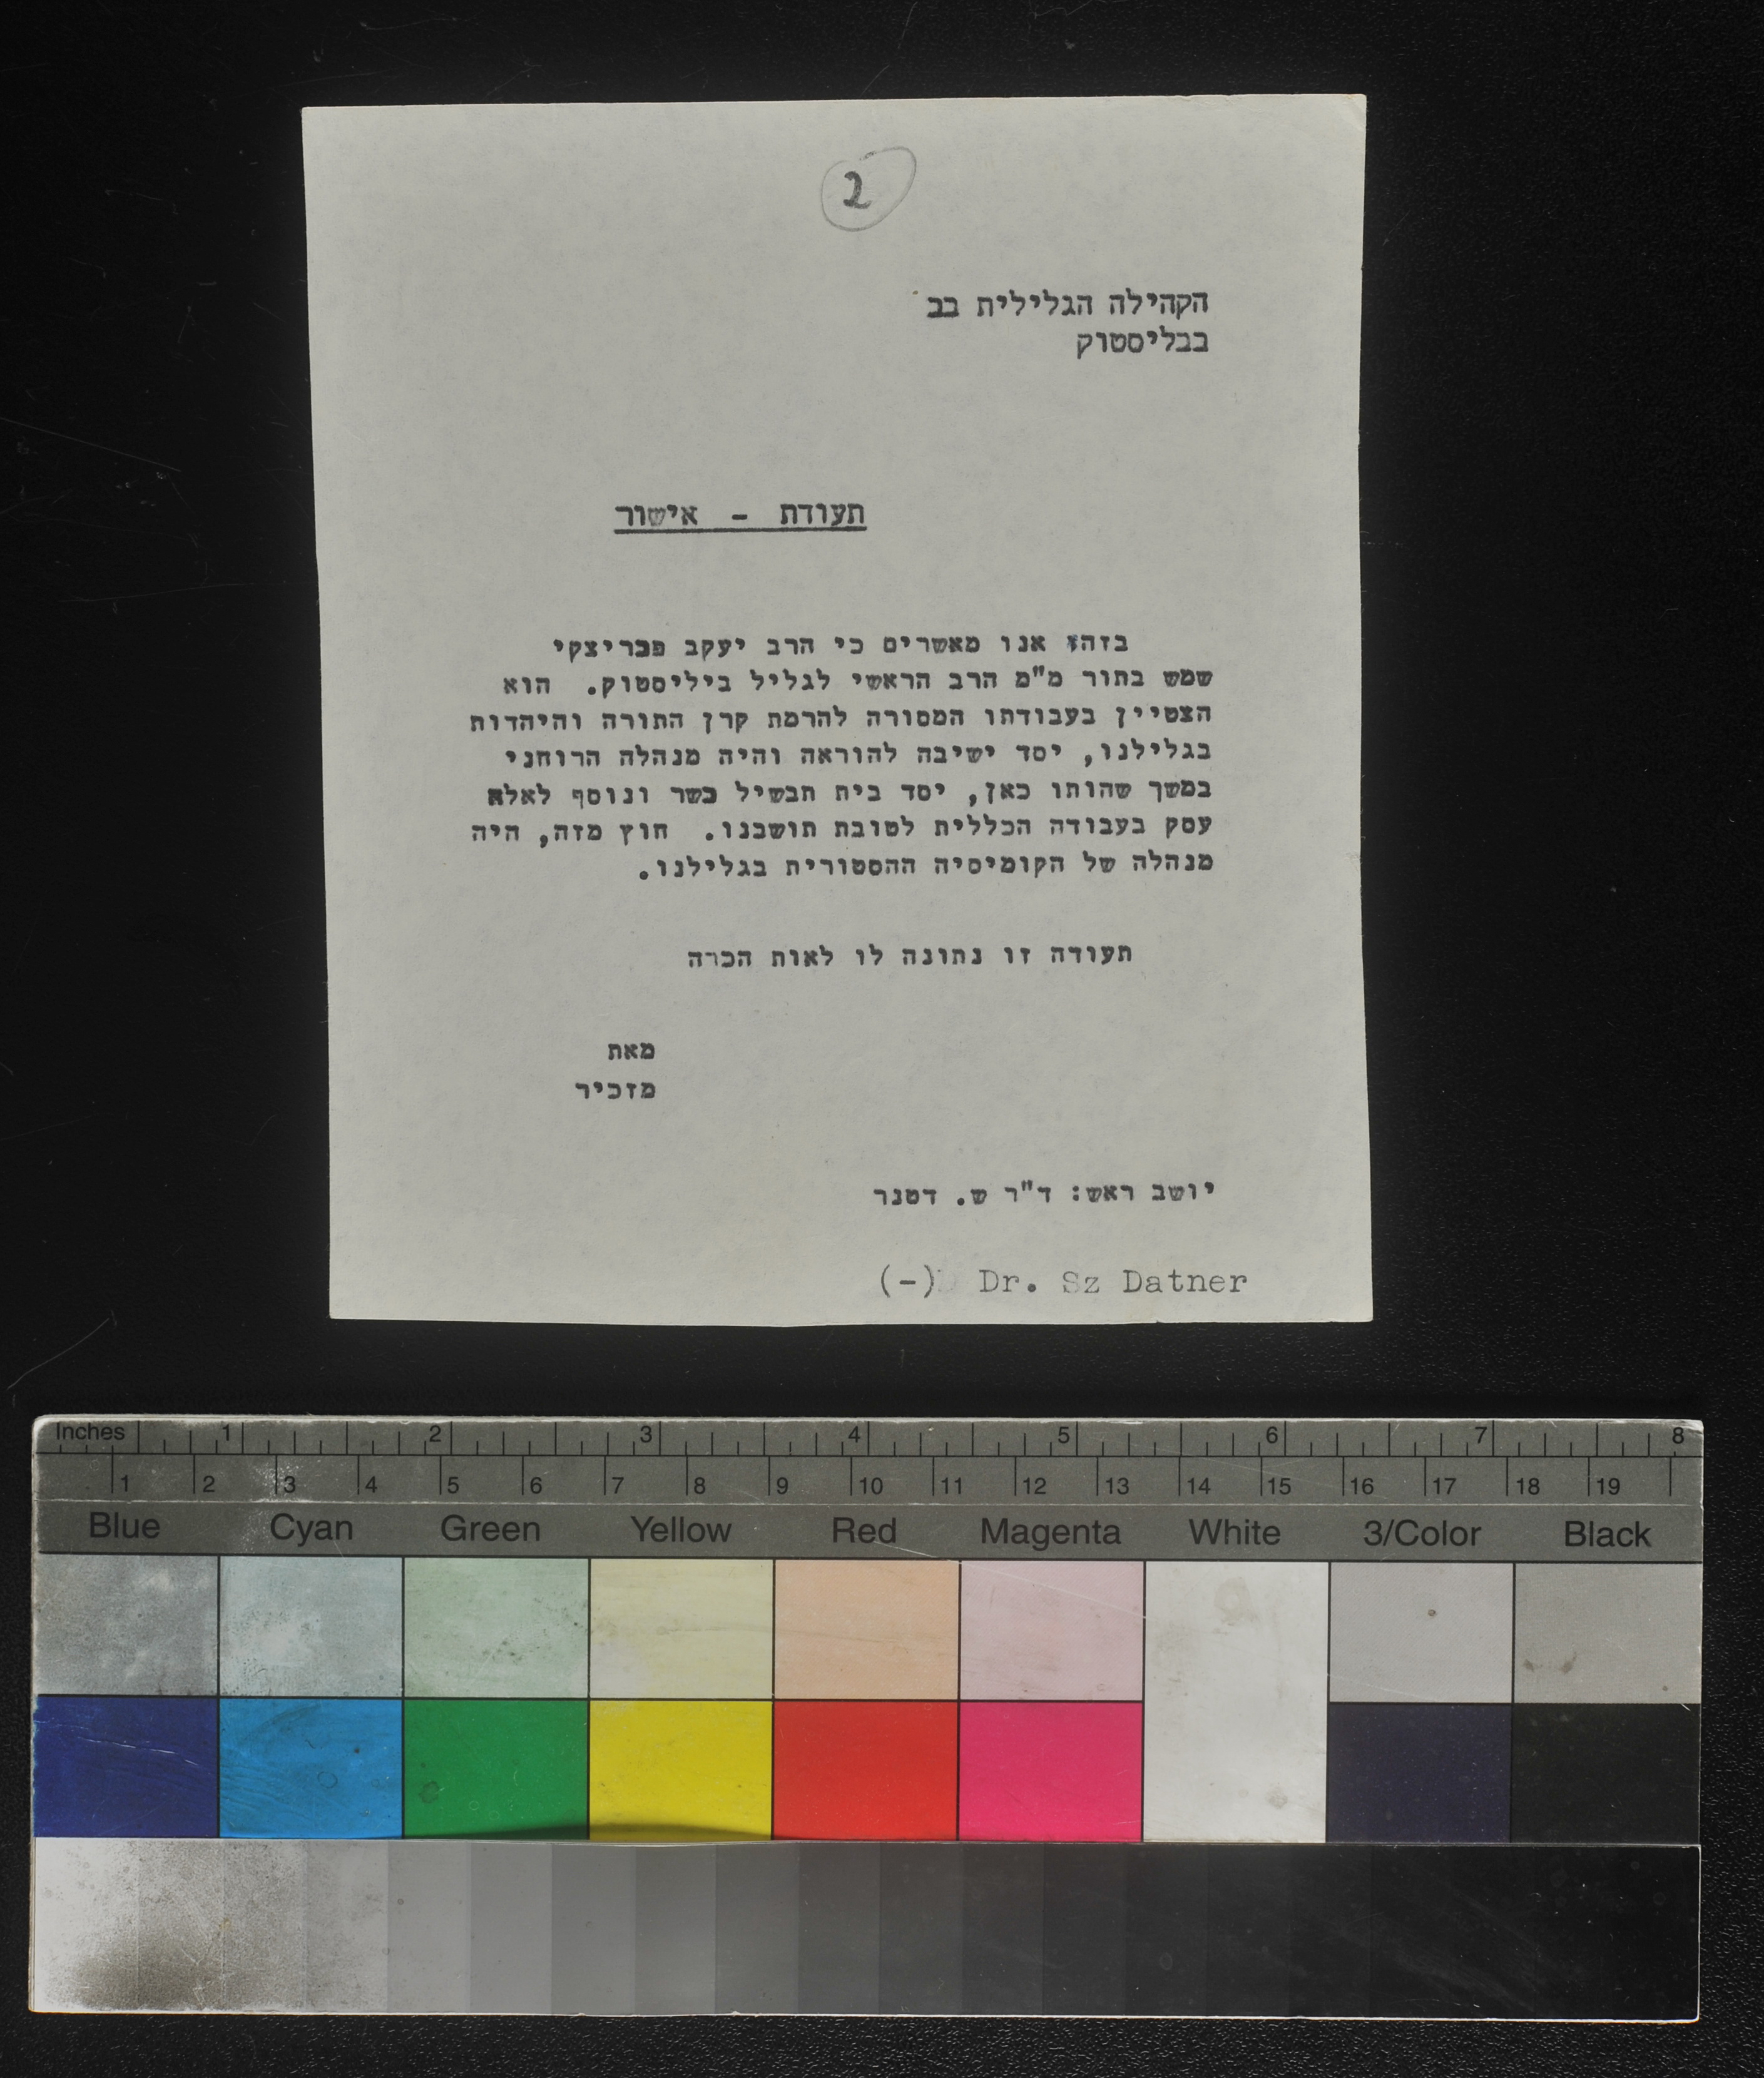 2
הקהילה הגלילית בב
בבליסטוק
תעודת - אישור
בזה אנו מאשרים כי הרב יעקב פבריצקי
שמש בתור מ"מ הרב הראשי לגליל ביליסטוק. הוא
הצטיין בעבודתו המסורה להרמת קרן התורה והיהדות
בגלילנו, יסד ישיבה להוראה והיה מנהלה הרוחני
במשך שהותו כאן, יסד בית תבשיל כשר ונוסף לאלה
עסק בעבודה הכללית לטובת תושבנו. חוץ מזה, היה
מנהלה של הקומיסיה ההסטורית בגלילנו.
תעודה זו נתונה לו לאות הכרה
מאת
מזכיר
יושב ראש: ד"ר ש. דטנר
(-) Dr. Sz Datner
Inches 1 2 3 4 5 6 7 8
1 2 3 4 5 6 7 8 9 10 11 12 13 14 15 16 17 18 19
Blue Cyan Green Yellow Red Magenta White 3/Color Black